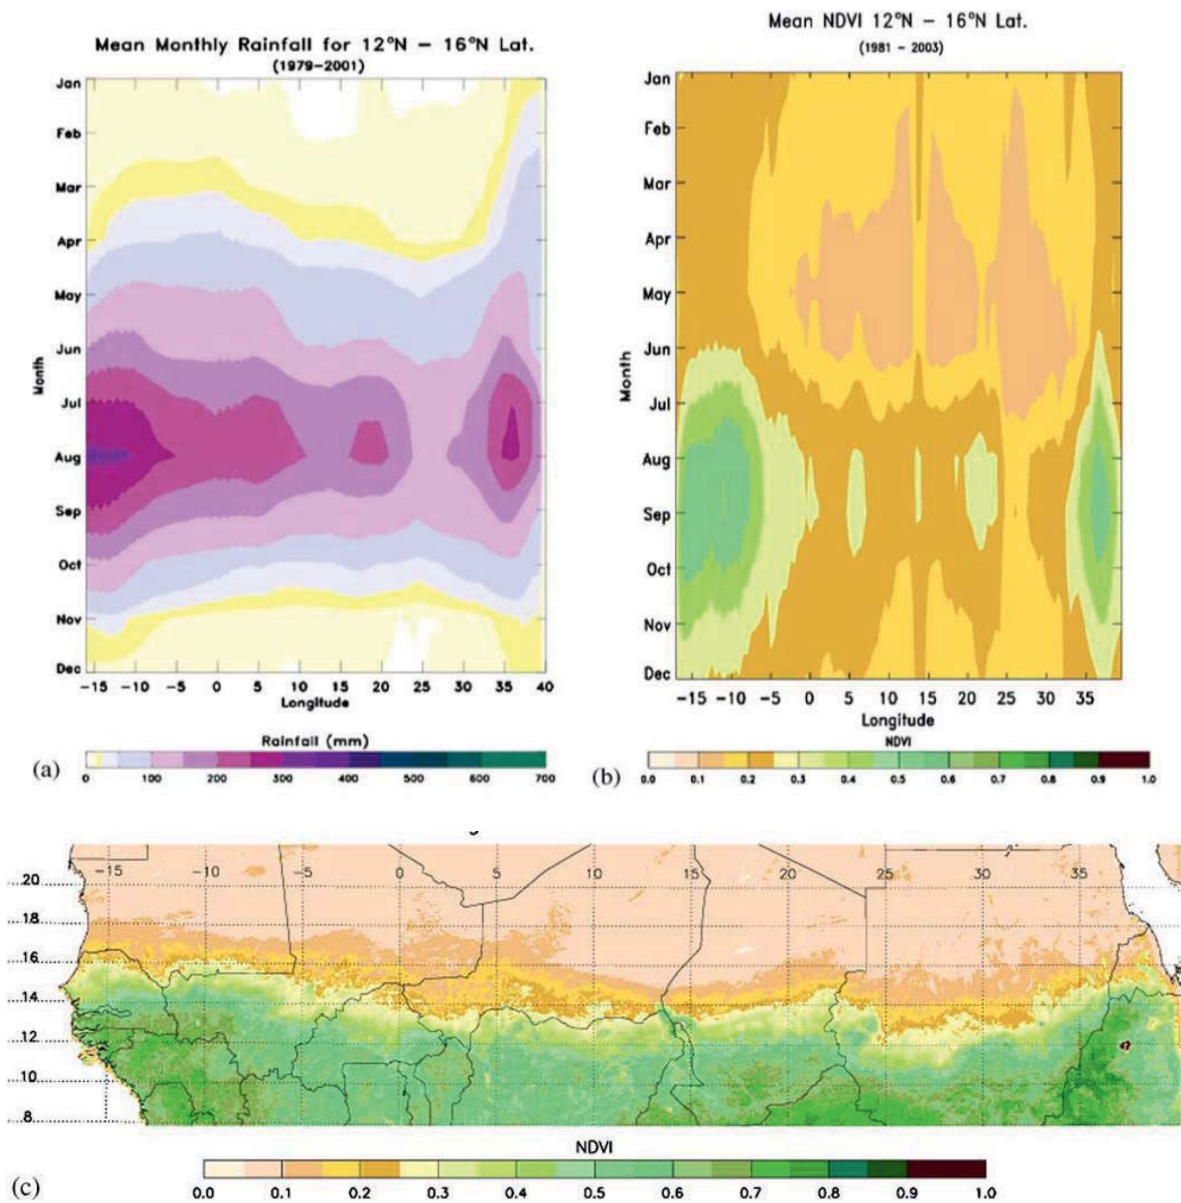 Mean Monthly Rainfall for 12°N - 16°N Lat.
(1979-2001)
Jan
Feb
Mar
Apr
May
Jun
Jul
Aug
Sep
Oct
Nov
Dec
Month
-15 -10 -5 0 5 10 15 20 25 30 35 40
Longitude
Rainfall (mm)
0 100 200 300 400 500 600 700
(a)
Mean NDVI 12°N - 16°N Lat.
(1981 - 2003)
Jan
Feb
Mar
Apr
May
Jun
Jul
Aug
Sep
Oct
Nov
Dec
Month
-15 -10 -5 0 5 10 15 20 25 30 35
Longitude
NDVI
0.0 0.1 0.2 0.3 0.4 0.5 0.6 0.7 0.8 0.9 1.0
(b)
-15 -10 -5 0 5 10 15 20 25 30 35
20
18
16
14
12
10
8
NDVI
0.0 0.1 0.2 0.3 0.4 0.5 0.6 0.7 0.8 0.9 1.0
(c)